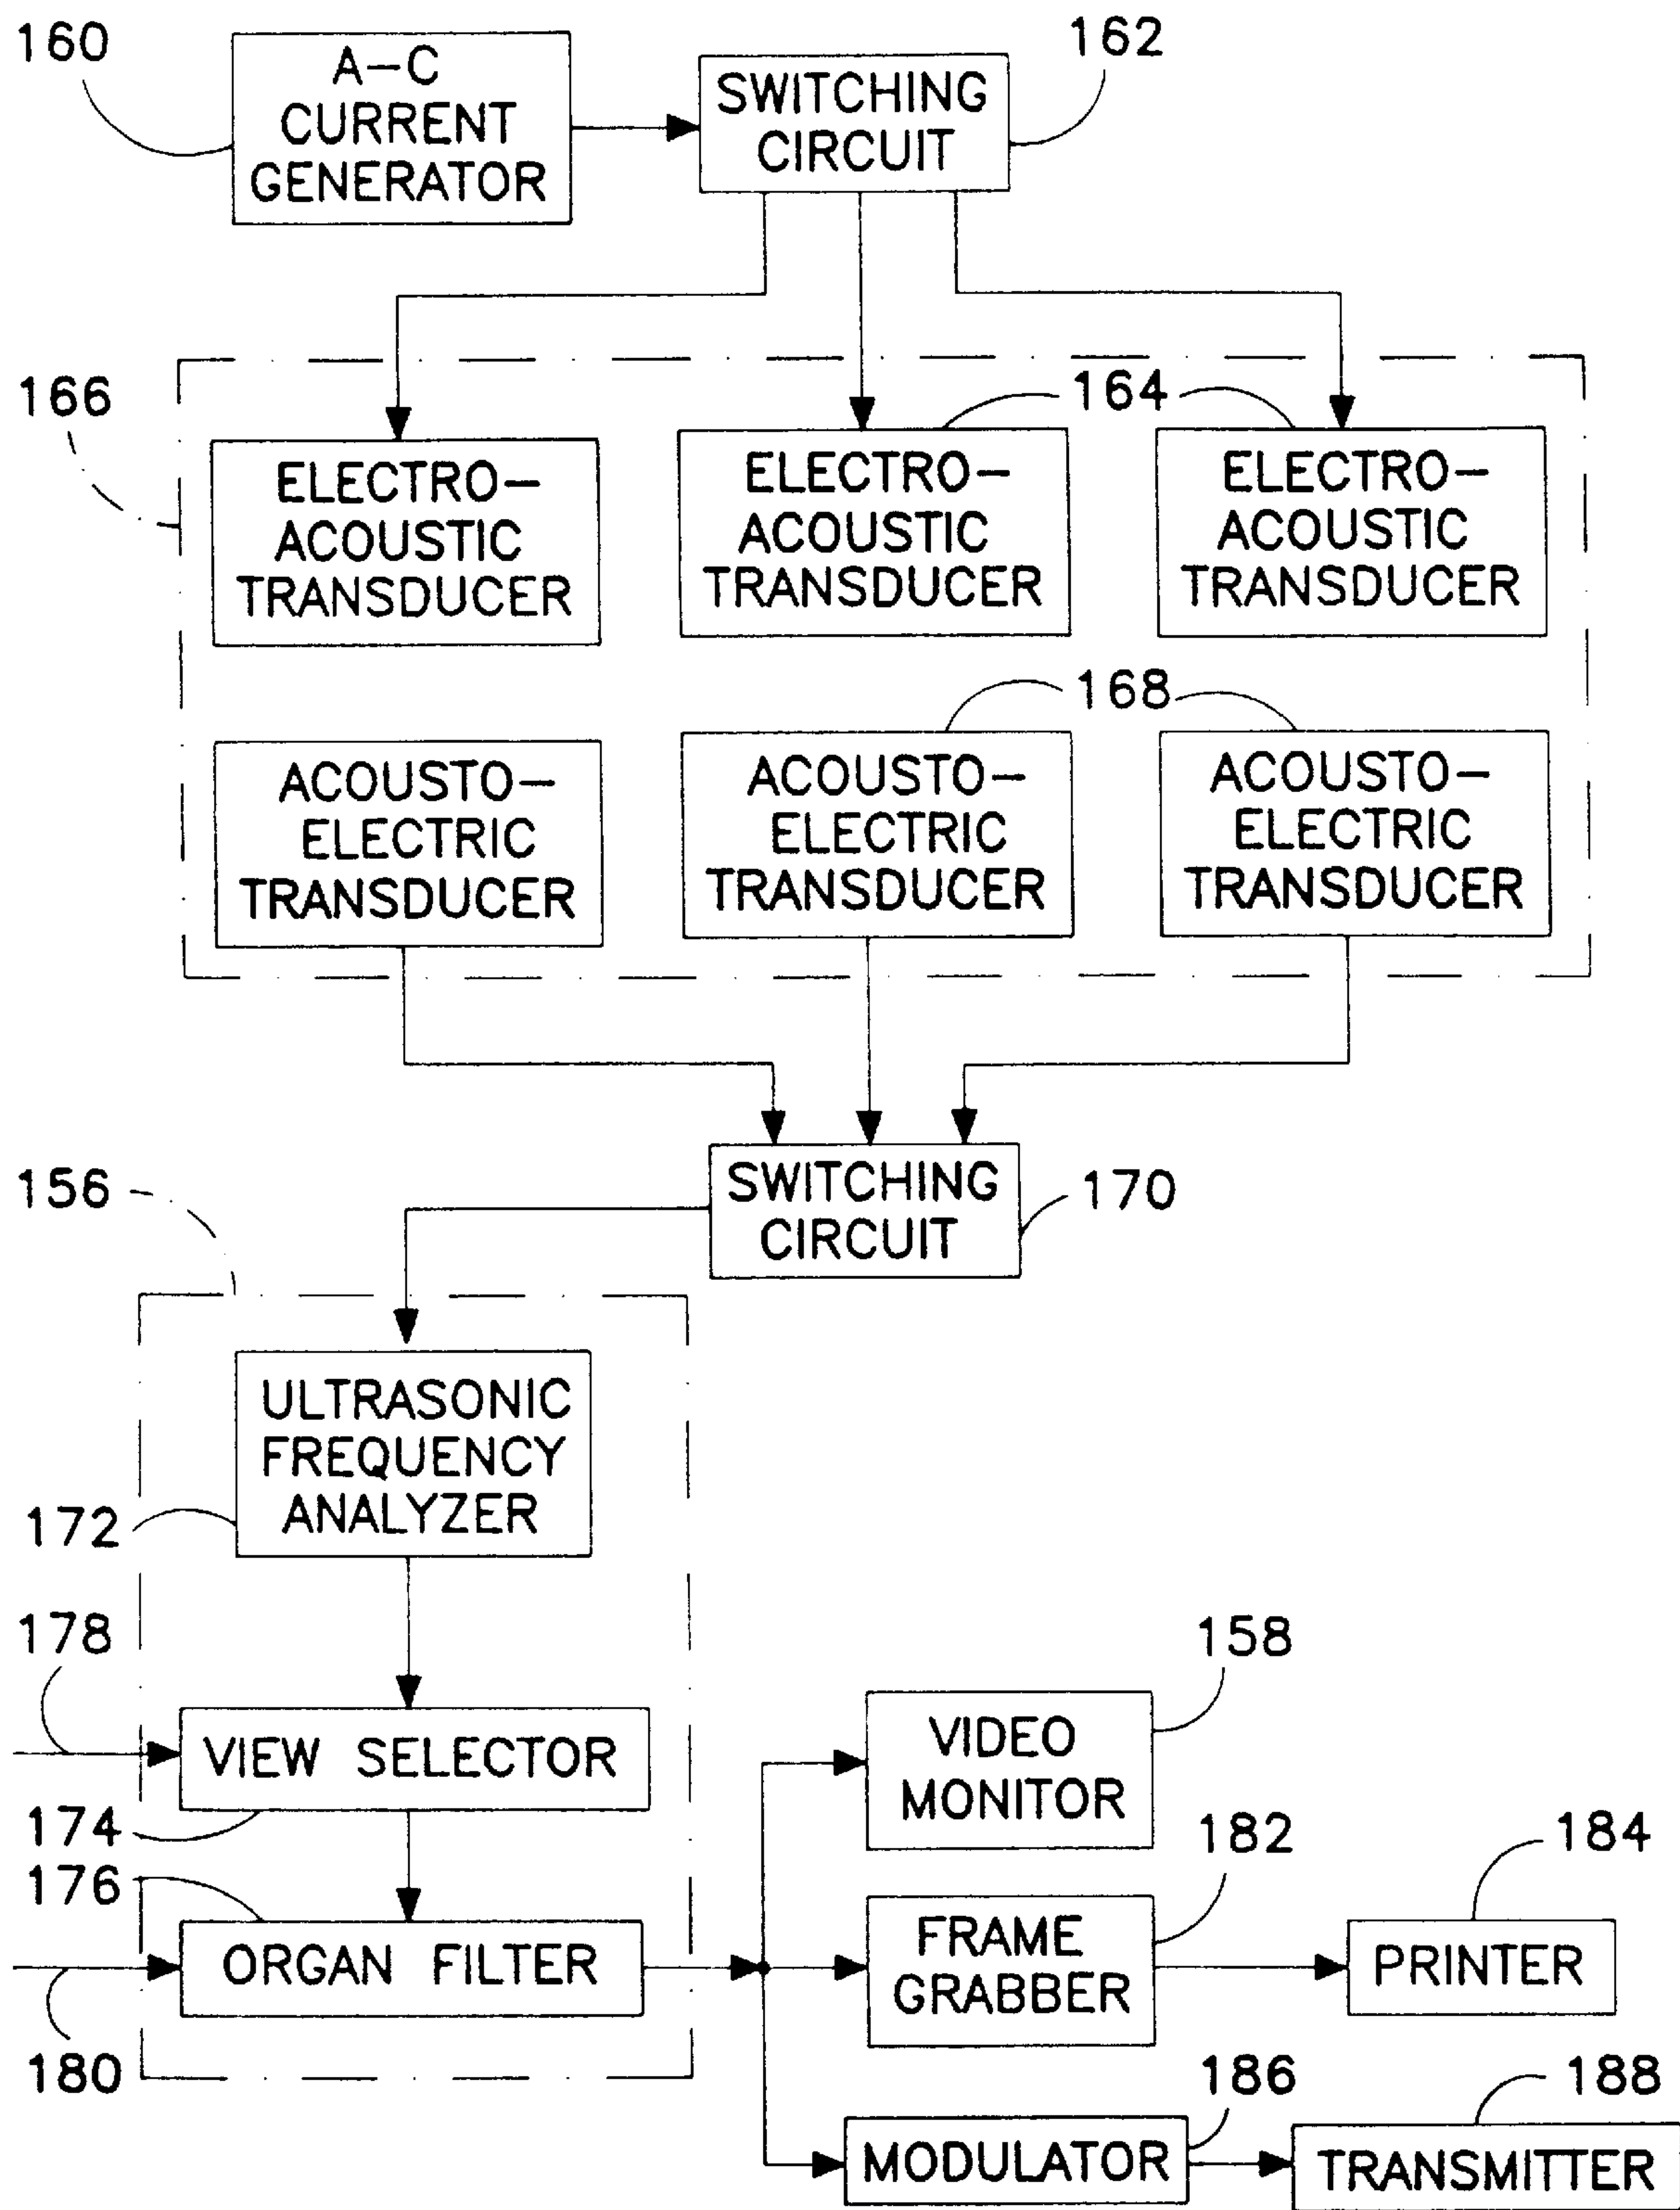 160
A-C
CURRENT
GENERATOR
SWITCHING
CIRCUIT
162
166
164
ELECTRO-
ACOUSTIC
TRANSDUCER
ELECTRO-
ACOUSTIC
TRANSDUCER
ELECTRO-
ACOUSTIC
TRANSDUCER
168
ACOUSTO-
ELECTRIC
TRANSDUCER
ACOUSTO-
ELECTRIC
TRANSDUCER
ACOUSTO-
ELECTRIC
TRANSDUCER
156
SWITCHING
CIRCUIT
170
ULTRASONIC
FREQUENCY
ANALYZER
172
178
VIEW SELECTOR
174
176
ORGAN FILTER
180
158
VIDEO
MONITOR
182
FRAME
GRABBER
184
PRINTER
186
MODULATOR
188
TRANSMITTER